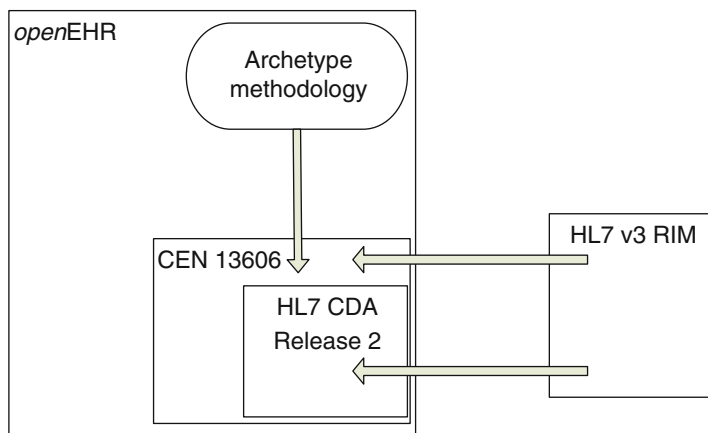 openEHR
Archetype
methodology
CEN 13606
HL7 CDA
Release 2
HL7 v3 RIM